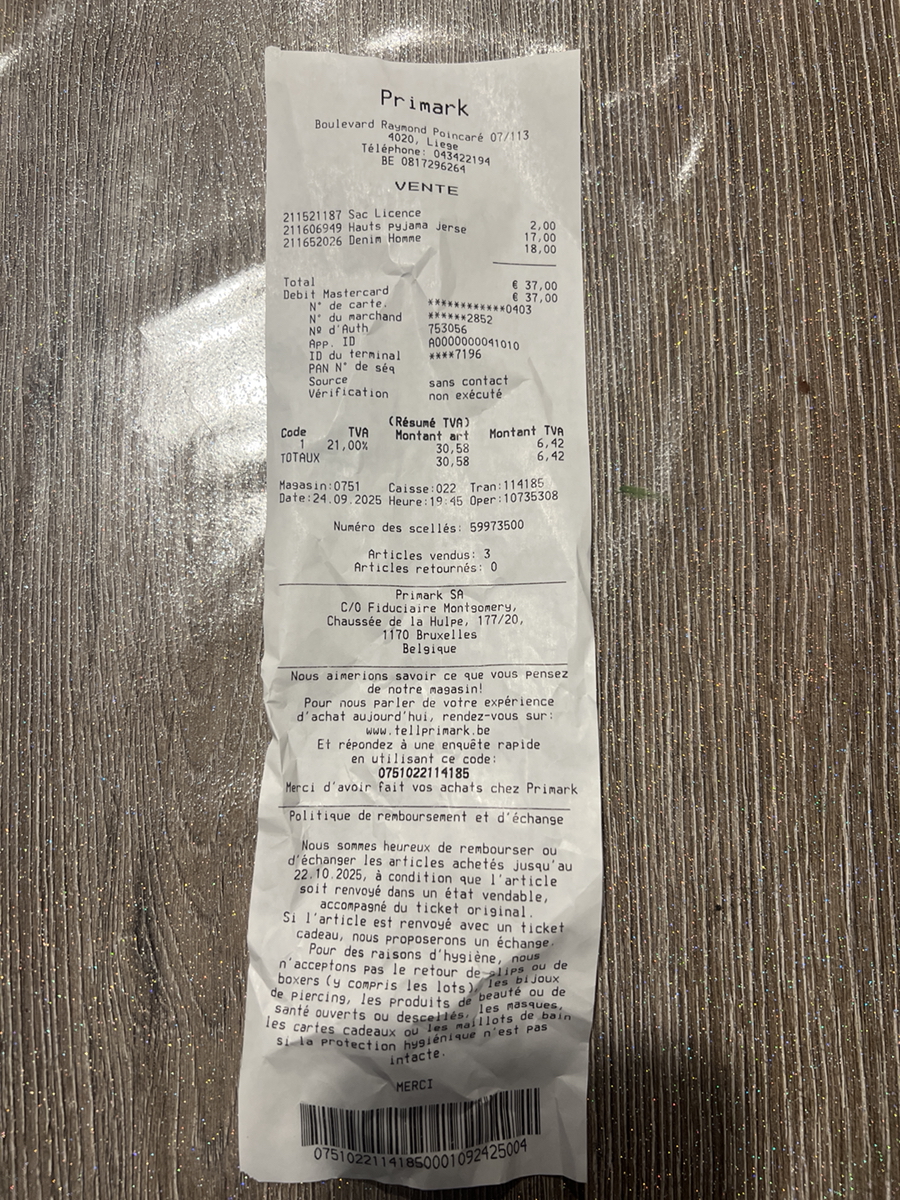 Primark
Boulevard Raymond Poincaré 07/113
4020, Liege
Téléphone: 043422194
BE 0817296264
VENTE
211521187 Sac Licence 2,00
211606949 Hauts pyjama Jerse 17,00
211652026 Denim Homme 18,00
Total € 37,00
Debit Mastercard € 37,00
N° de carte. ************0403
N° du marchand ******2852
Nº d'Auth 753056
App. ID A0000000041010
ID du terminal ****7196
PAN N° de séq
Source sans contact
Vérification non exécuté
(Résumé TVA)
Code TVA Montant art Montant TVA
1 21,00% 30,58 6,42
TOTAUX 30,58 6,42
Magasin:0751 Caisse:022 Tran:114185
Date:24.09.2025 Heure:19:45 Oper:10735308
Numéro des scellés: 59973500
Articles vendus: 3
Articles retournés: 0
Primark SA
C/O Fiduciaire Montgomery,
Chaussée de la Hulpe, 177/20,
1170 Bruxelles
Belgique
Nous aimerions savoir ce que vous pensez
de notre magasin!
Pour nous parler de votre expérience
d'achat aujourd'hui, rendez-vous sur:
www.tellprimark.be
Et répondez à une enquête rapide
en utilisant ce code:
0751022114185
Merci d'avoir fait vos achats chez Primark
Politique de remboursement et d'échange
Nous sommes heureux de rembourser ou
d'échanger les articles achetés jusqu'au
22.10.2025, à condition que l'article
soit renvoyé dans un état vendable,
accompagné du ticket original.
Si l'article est renvoyé avec un ticket
cadeau, nous proposerons un échange.
Pour des raisons d'hygiène, nous
n'acceptons pas le retour de slips ou de
boxers (y compris les lots), les bijoux
de piercing, les produits de beauté ou de
santé ouverts ou descellés, les masques,
les cartes cadeaux ou les maillots de bain
si la protection hygiénique n'est pas
intacte.
MERCI
07510221141850001092425004